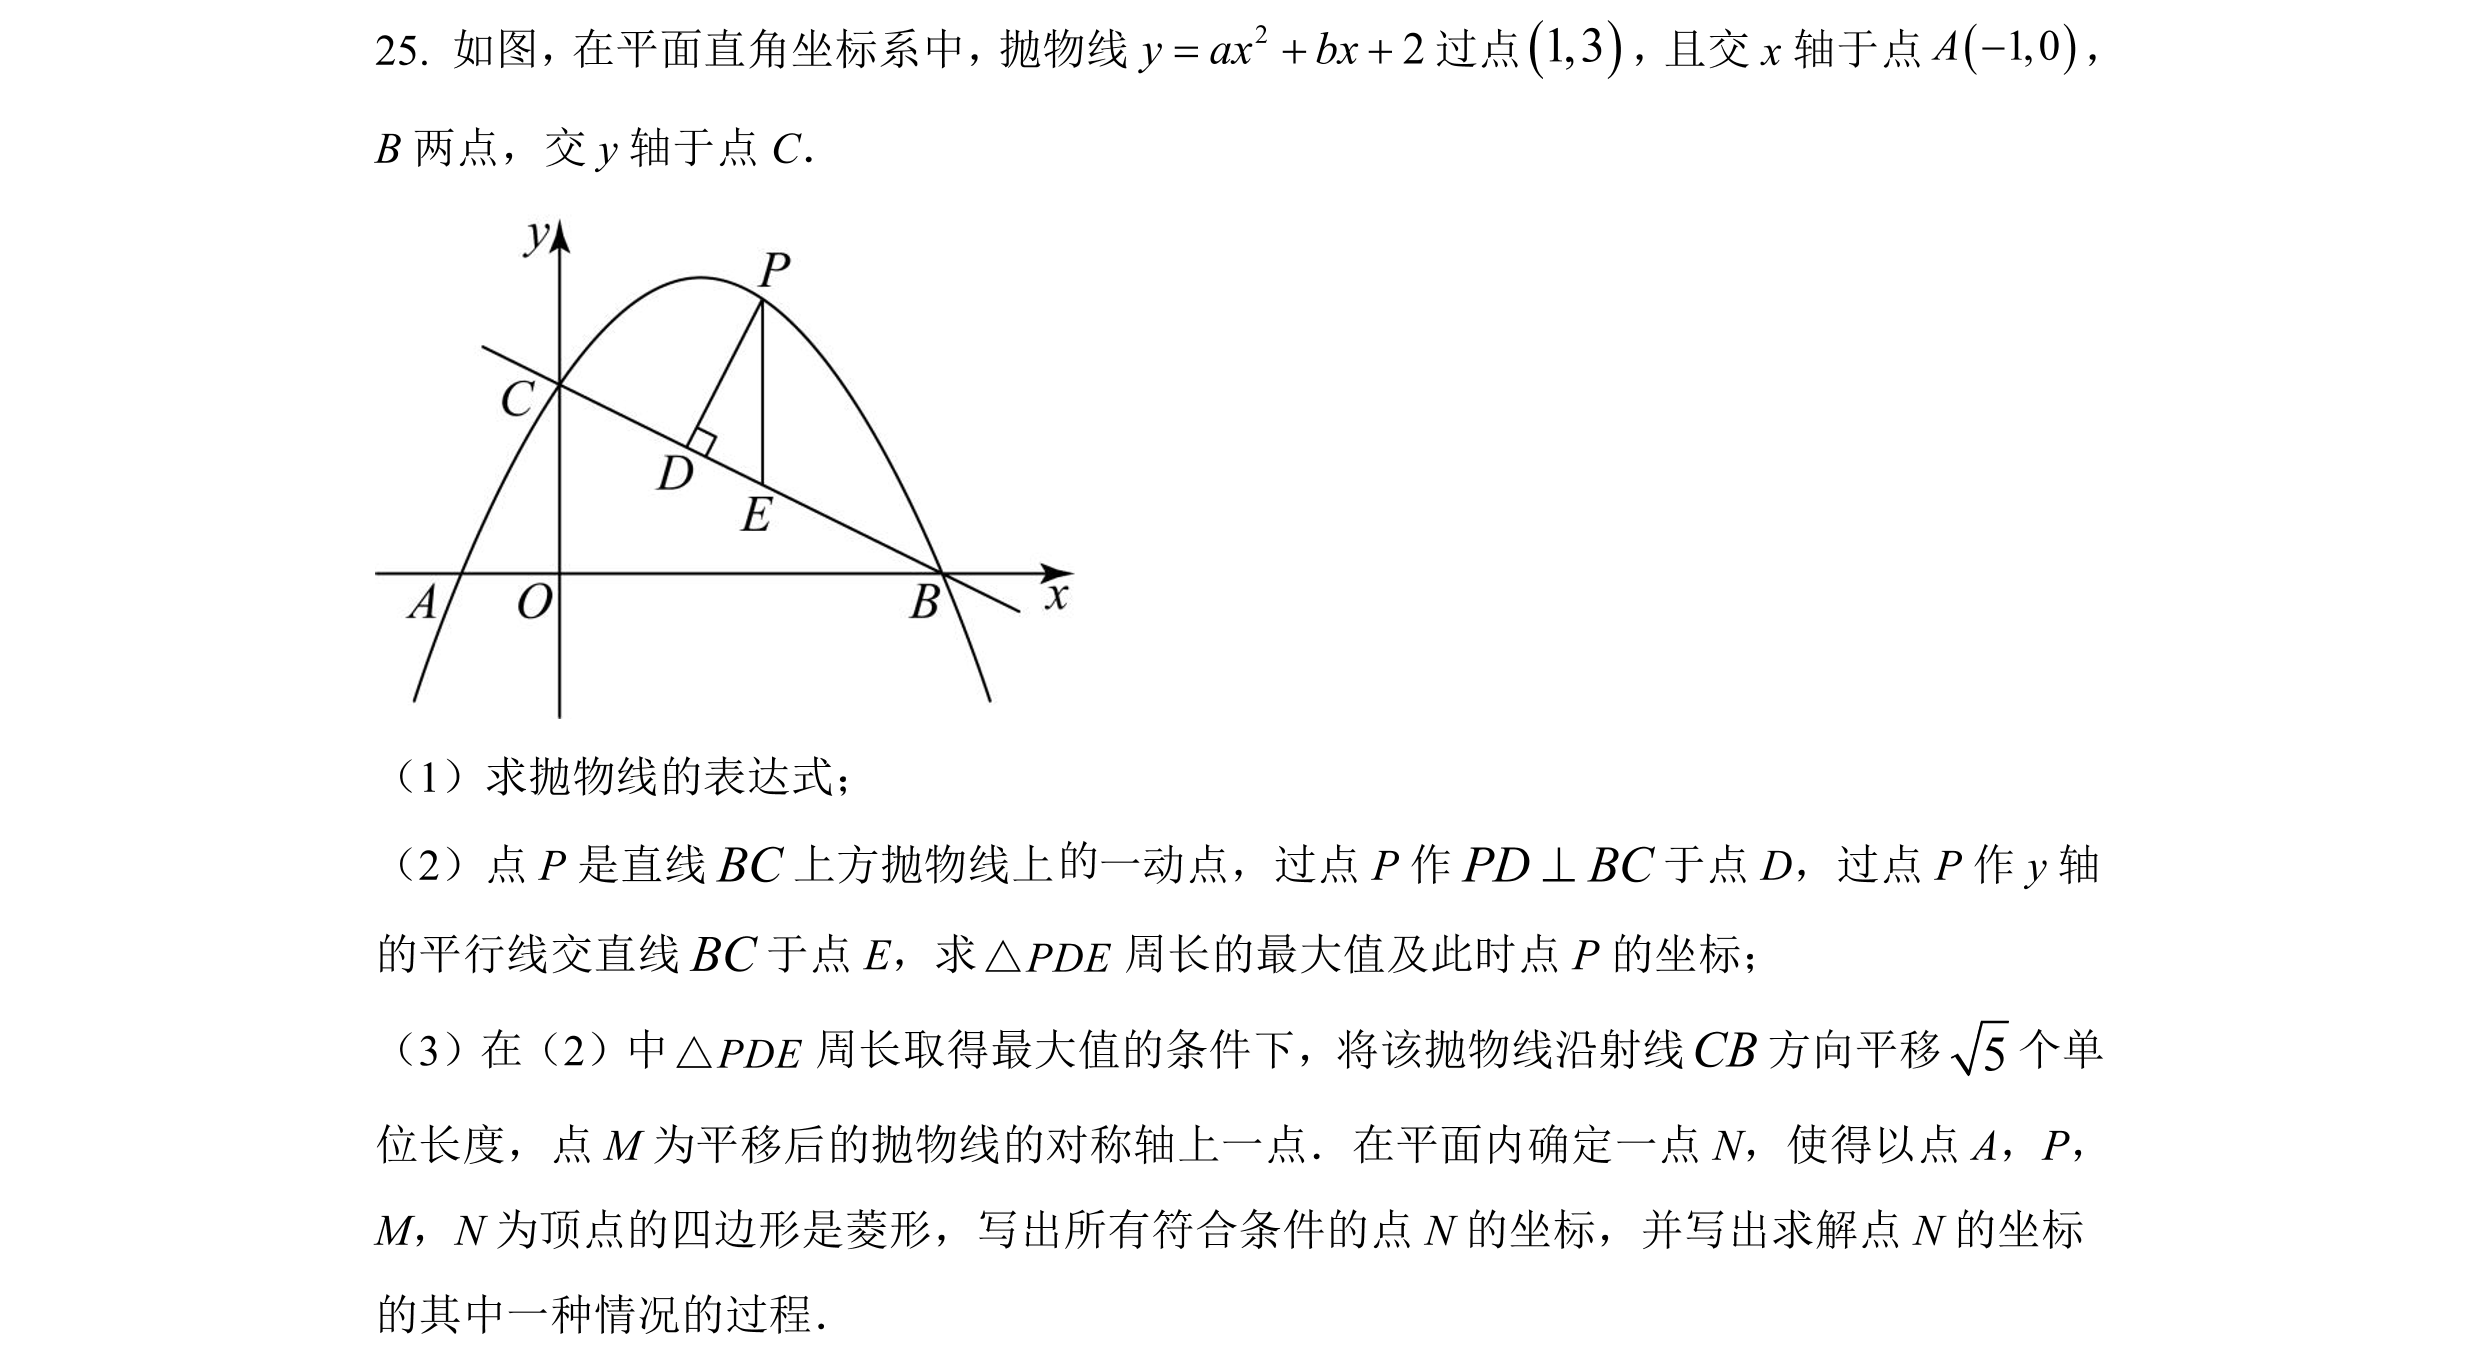 25. 如图，在平面直角坐标系中，抛物线 y = ax² + bx + 2 过点 (1,3)，且交 x 轴于点 A(−1,0)，
B 两点，交 y 轴于点 C．
y
P
C
D
E
A
O
B
x
（1）求抛物线的表达式；
（2）点 P 是直线 BC 上方抛物线上的一动点，过点 P 作 PD ⊥ BC 于点 D，过点 P 作 y 轴
的平行线交直线 BC 于点 E，求 △PDE 周长的最大值及此时点 P 的坐标；
（3）在（2）中 △PDE 周长取得最大值的条件下，将该抛物线沿射线 CB 方向平移 √5 个单
位长度，点 M 为平移后的抛物线的对称轴上一点．在平面内确定一点 N，使得以点 A，P，
M，N 为顶点的四边形是菱形，写出所有符合条件的点 N 的坐标，并写出求解点 N 的坐标
的其中一种情况的过程．